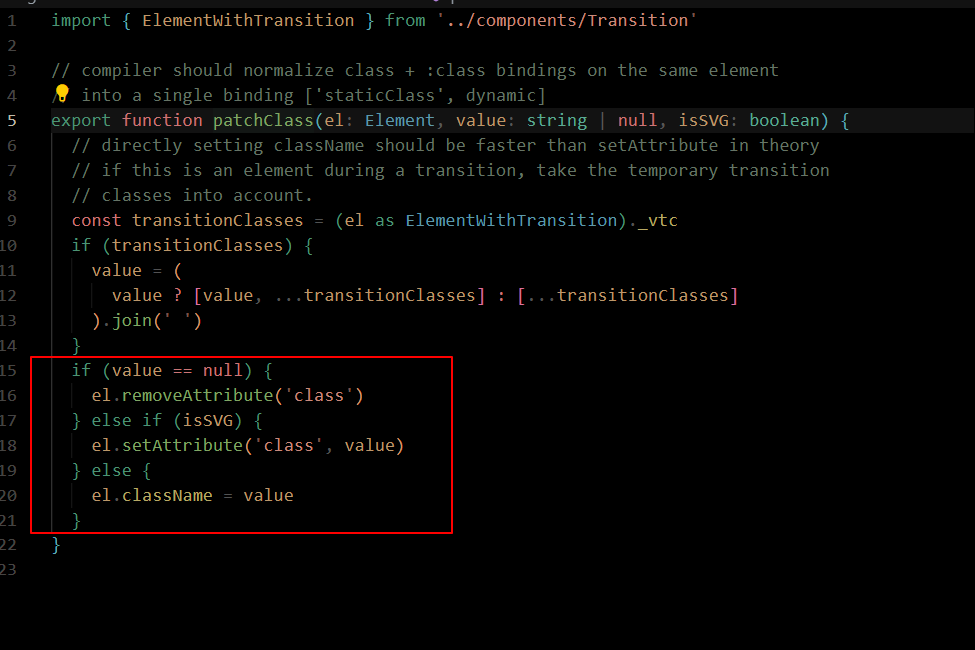 1 import { ElementWithTransition } from '../components/Transition'
2
3 // compiler should normalize class + :class bindings on the same element
4 // into a single binding ['staticClass', dynamic]
5 export function patchClass(el: Element, value: string | null, isSVG: boolean) {
6 // directly setting className should be faster than setAttribute in theory
7 // if this is an element during a transition, take the temporary transition
8 // classes into account.
9 const transitionClasses = (el as ElementWithTransition)._vtc
10 if (transitionClasses) {
11 value = (
12 value ? [value, ...transitionClasses] : [...transitionClasses]
13 ).join(' ')
14 }
15 if (value == null) {
16 el.removeAttribute('class')
17 } else if (isSVG) {
18 el.setAttribute('class', value)
19 } else {
20 el.className = value
21 }
22 }
23